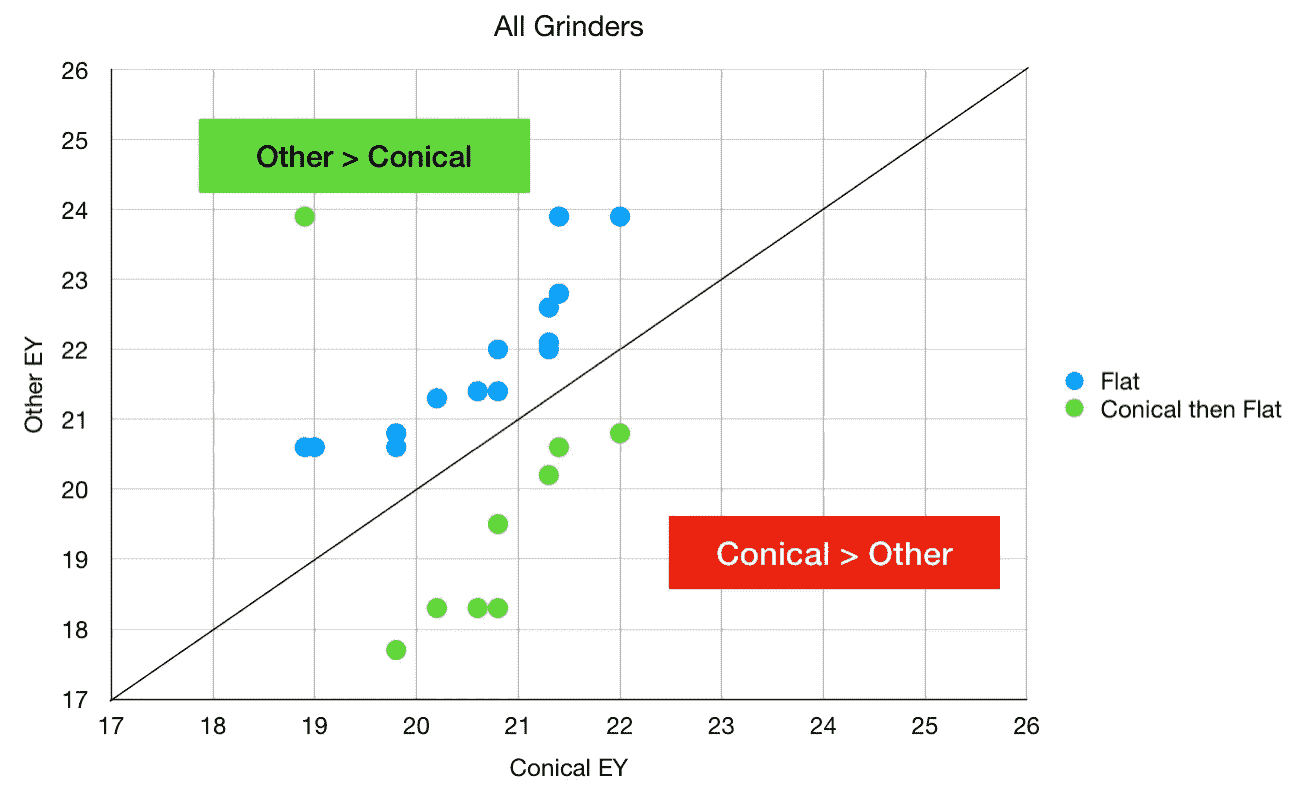 All Grinders
26
25
24
23
22
21
20
19
18
17
Other EY
Other > Conical
Conical > Other
Flat
Conical then Flat
17 18 19 20 21 22 23 24 25 26
Conical EY